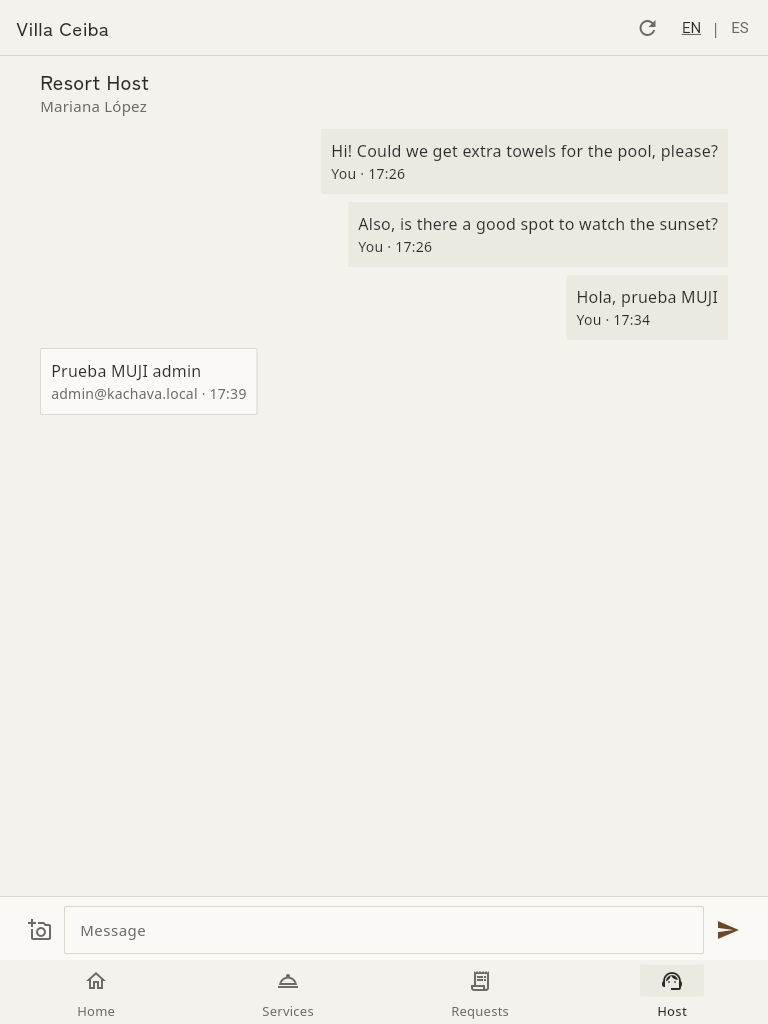 Villa Ceiba
EN | ES
Resort Host
Mariana López
Hi! Could we get extra towels for the pool, please?
You · 17:26
Also, is there a good spot to watch the sunset?
You · 17:26
Hola, prueba MUJI
You · 17:34
Prueba MUJI admin
admin@kachava.local · 17:39
Message
Home
Services
Requests
Host